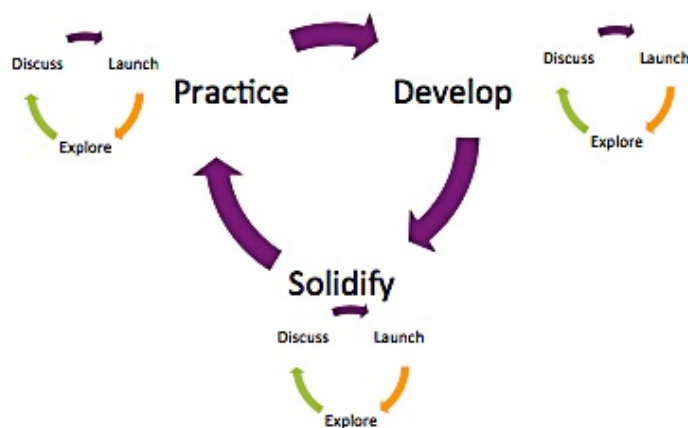 Discuss Launch
Explore
Practice Develop
Discuss Launch
Explore
Solidify
Discuss Launch
Explore